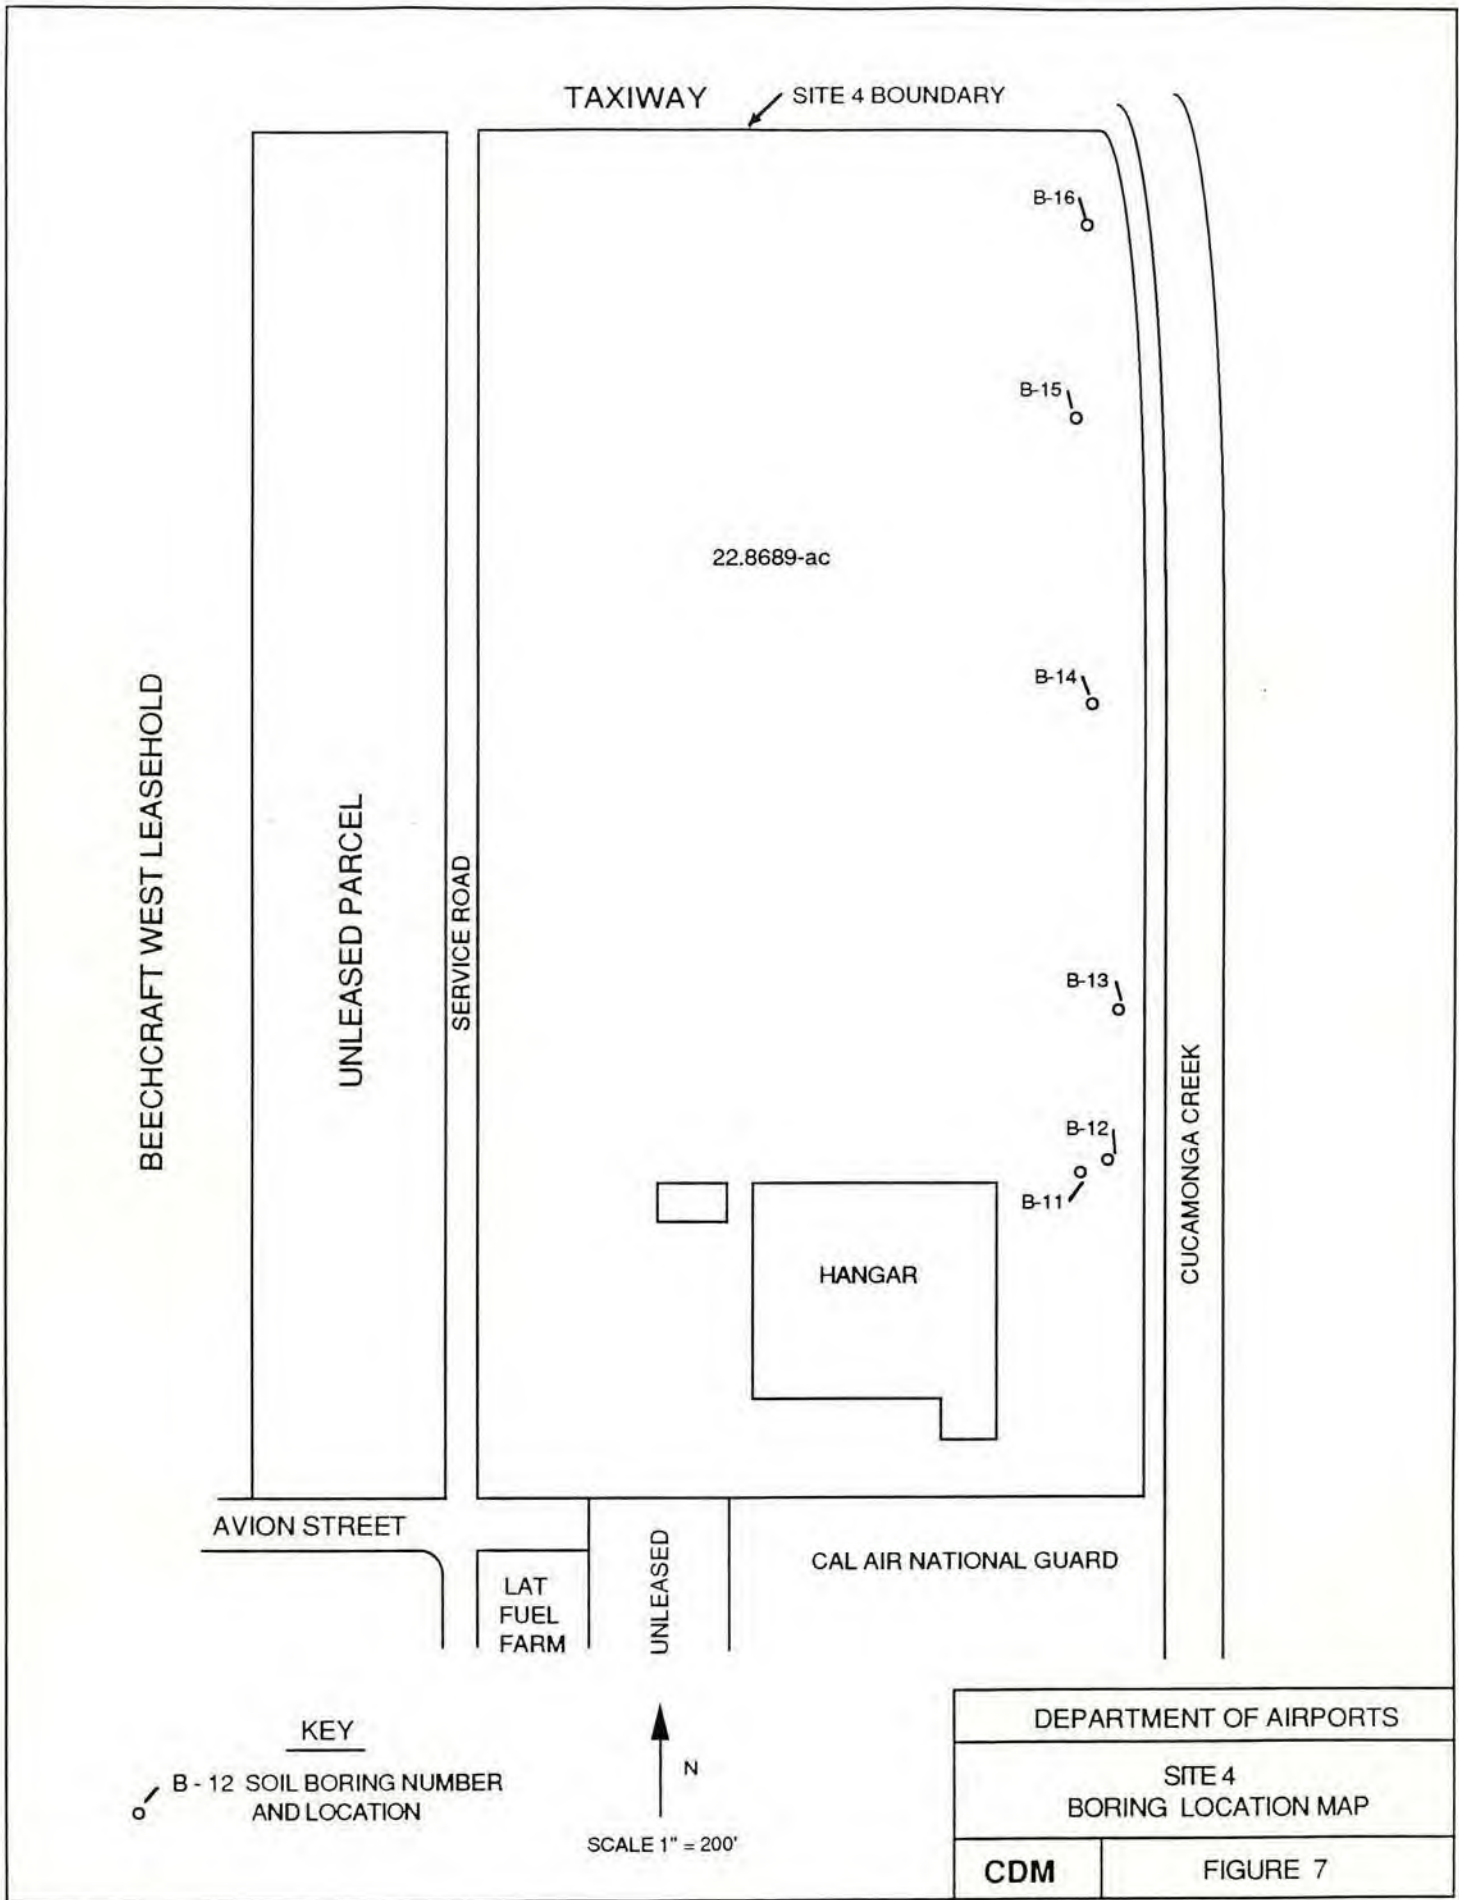 TAXIWAY
SITE 4 BOUNDARY
B-16
B-15
22.8689-ac
B-14
BEECHCRAFT WEST LEASEHOLD
UNLEASED PARCEL
SERVICE ROAD
B-13
CUCAMONGA CREEK
B-12
B-11
HANGAR
AVION STREET
LAT
FUEL
FARM
UNLEASED
CAL AIR NATIONAL GUARD
KEY
B - 12 SOIL BORING NUMBER
AND LOCATION
N
SCALE 1" = 200'
DEPARTMENT OF AIRPORTS
SITE 4
BORING LOCATION MAP
CDM
FIGURE 7